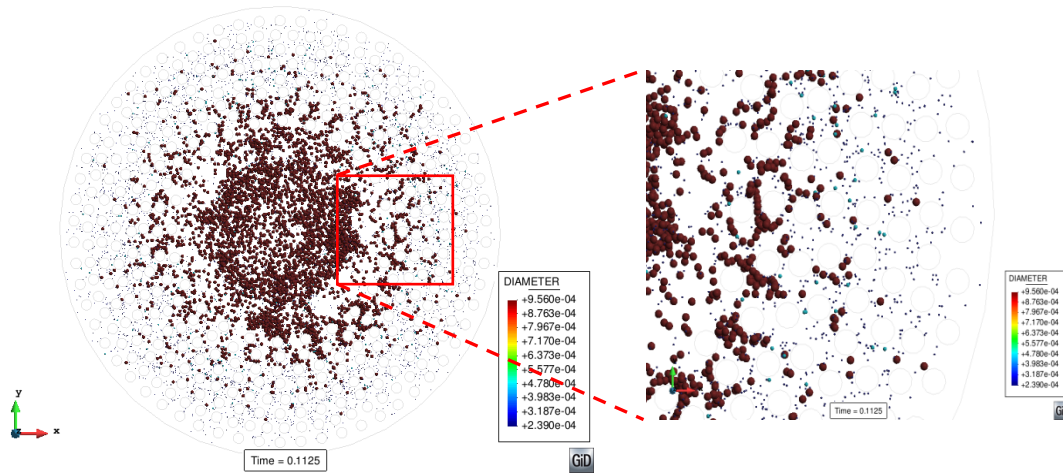 DIAMETER
+9.560e-04
+8.763e-04
+7.967e-04
+7.170e-04
+6.373e-04
+5.577e-04
+4.780e-04
+3.983e-04
+3.187e-04
+2.390e-04
y
z
x
Time = 0.1125
GiD
DIAMETER
+9.560e-04
+8.763e-04
+7.967e-04
+7.170e-04
+6.373e-04
+5.577e-04
+4.780e-04
+3.983e-04
+3.187e-04
+2.390e-04
Time = 0.1125
Gi